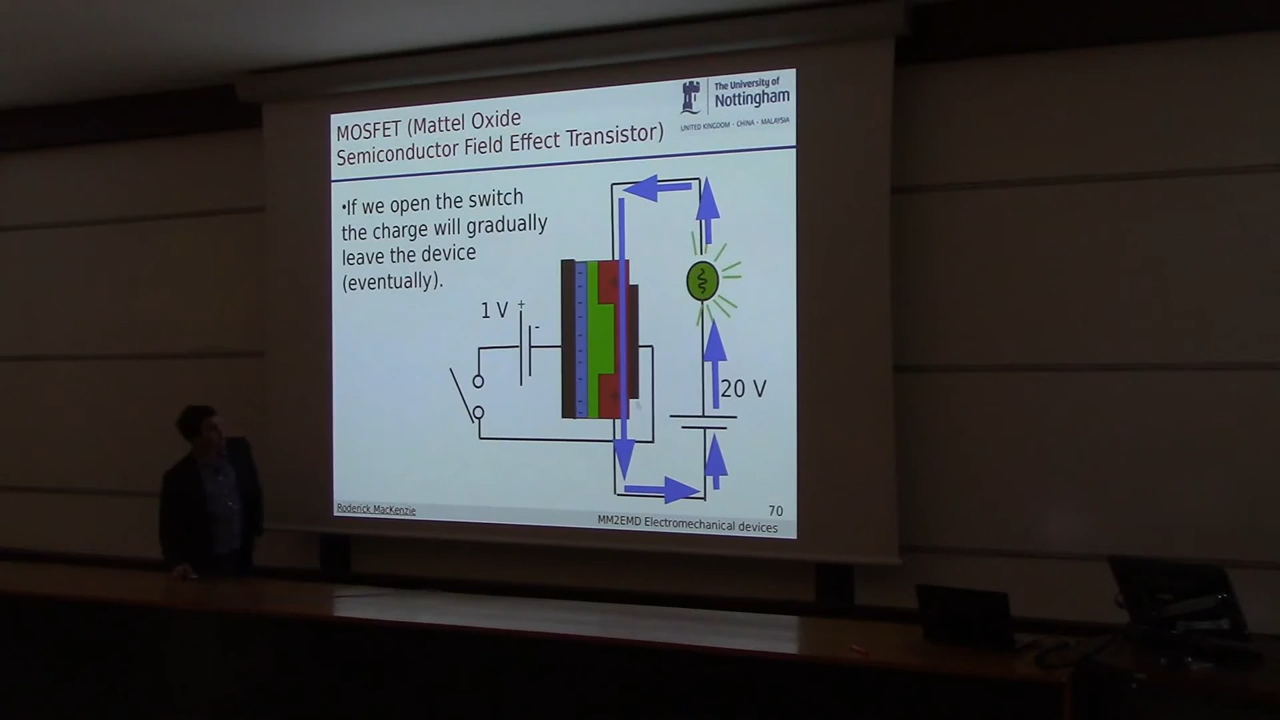 MOSFET (Mattel Oxide
Semiconductor Field Effect Transistor)
The University of
Nottingham
UNITED KINGDOM · CHINA · MALAYSIA
•If we open the switch
the charge will gradually
leave the device
(eventually).
1 V
+
-
20 V
Roderick MacKenzie
70
MM2EMD Electromechanical devices